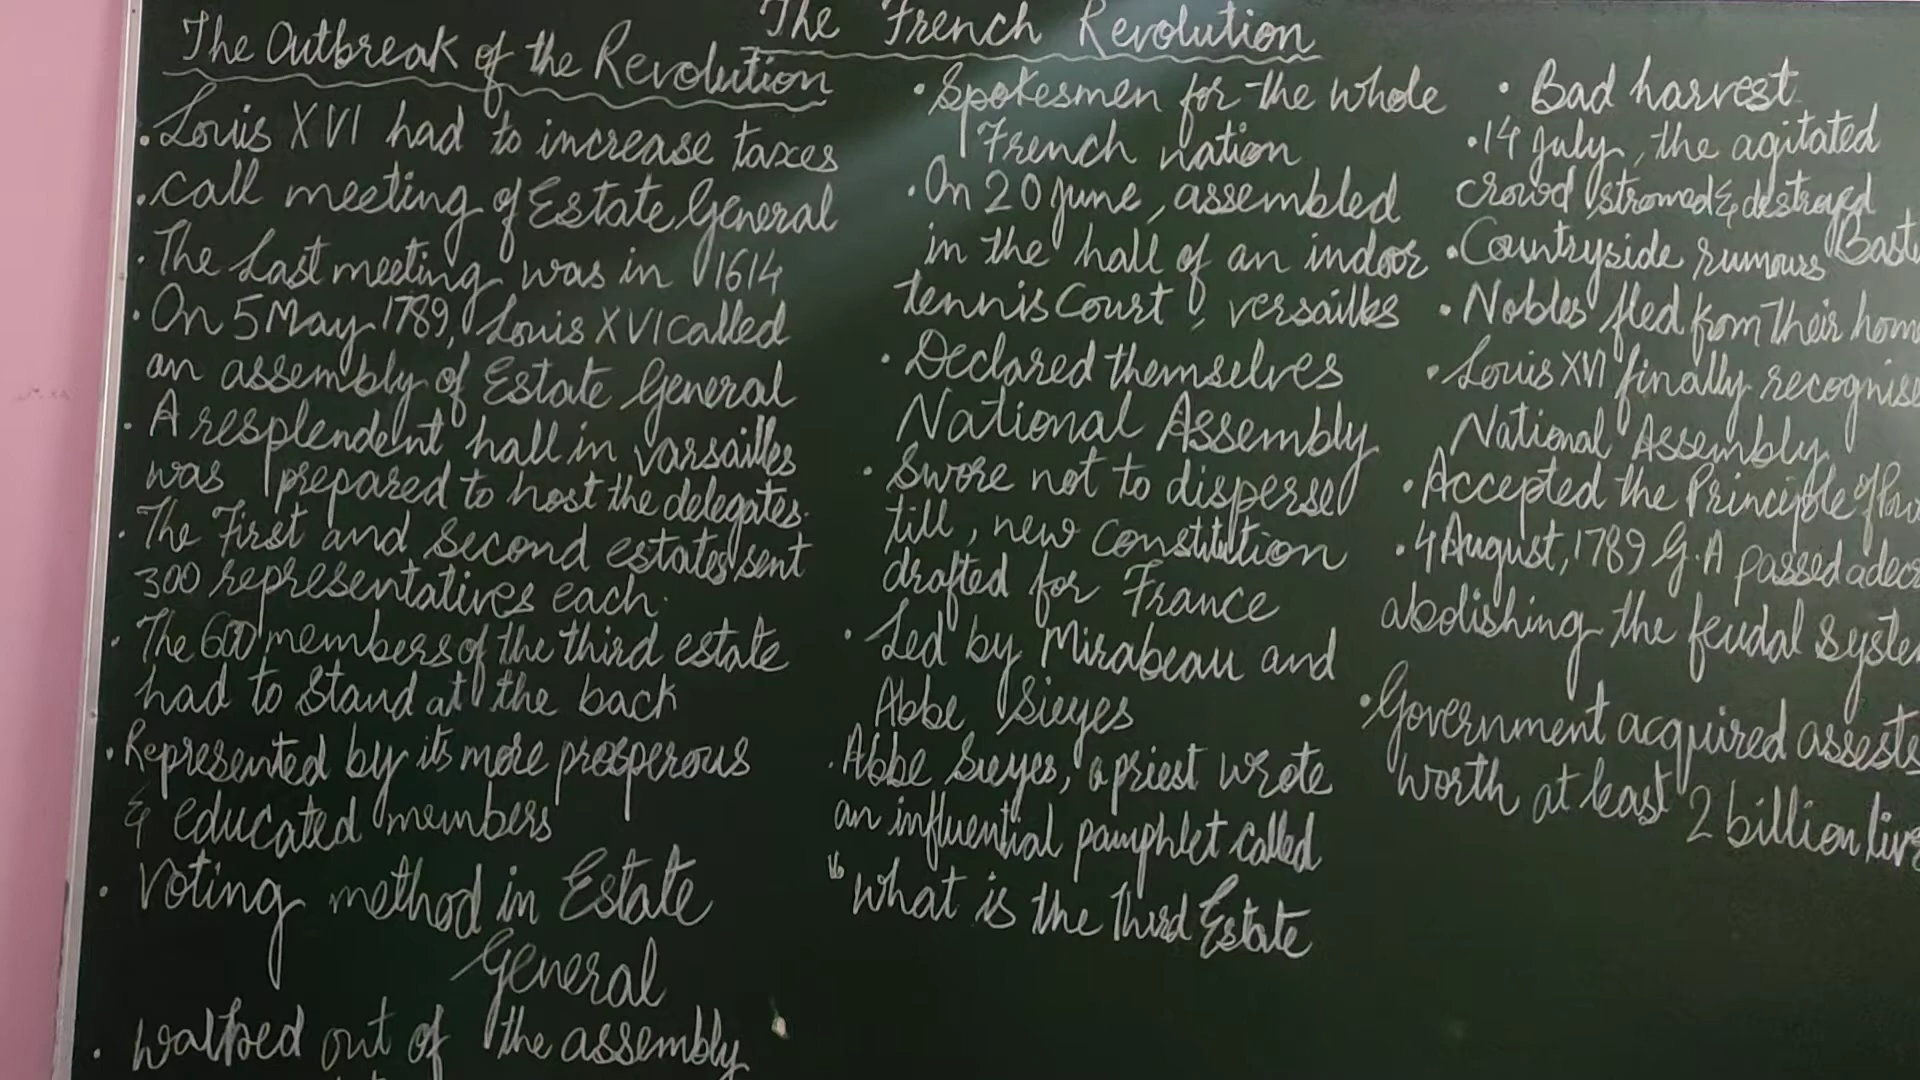 The French Revolution
The Outbreak of the Revolution
• Louis XVI had to increase taxes
• call meeting of Estate General
• The Last meeting was in 1614
• On 5 May 1789, Louis XVI called
an assembly of Estate General
• A resplendent hall in varsailles
was prepared to host the delegates.
• The First and Second estates sent
300 representatives each.
• The 600 members of the third estate
had to stand at the back
• Represented by its more prosperous
& educated members
• Voting method in Estate
General
• walked out of the assembly
• Spokesmen for the whole
French nation
• On 20 June, assembled
in the hall of an indoor
tennis Court, versailles
• Declared themselves
National Assembly
• Swore not to disperse
till, new Constitution
drafted for France
• Led by Mirabeau and
Abbe Sieyes
• Abbe Sieyes, a priest wrote
an influential pamphlet called
"What is the Third Estate
• Bad harvest
• 14 July, the agitated
crowd stromed & destroyed
Bast
• Countryside rumours
• Nobles fled from their hom
• Louis XVI finally recognise
National Assembly
• Accepted the Principle of
• 4 August, 1789 G.A passed a dec
abolishing the feudal syste
• Government acquired assests
worth at least 2 billion liv